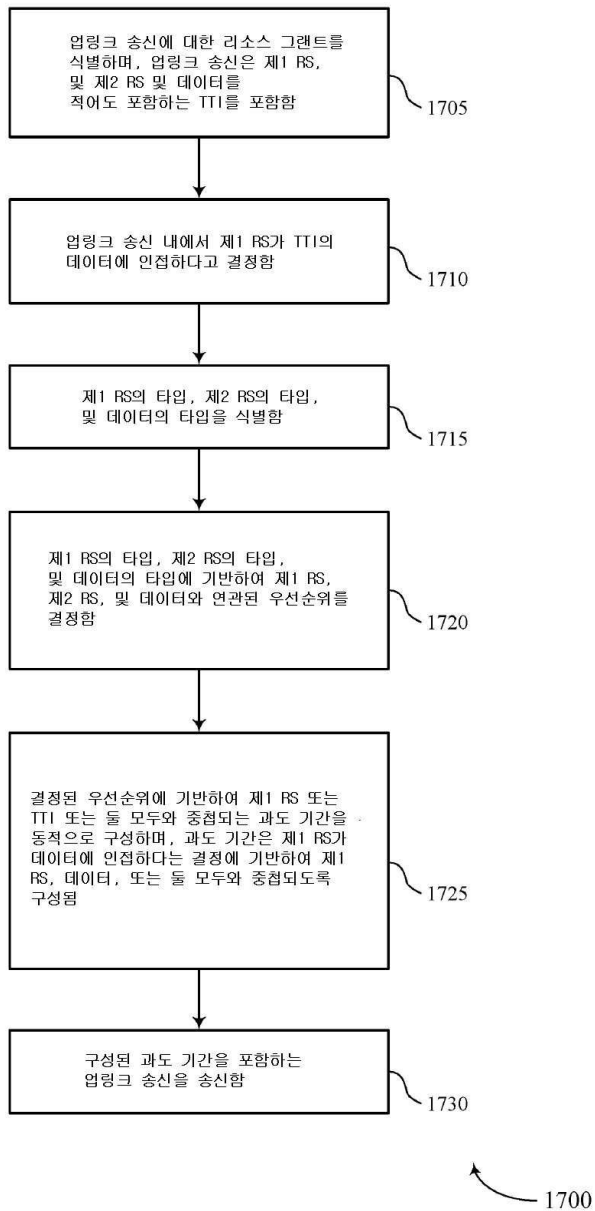 업링크 송신에 대한 리소스 그랜트를
식별하며, 업링크 송신은 제1 RS,
및 제2 RS 및 데이터를
적어도 포함하는 TTI를 포함함
1705
업링크 송신 내에서 제1 RS가 TTI의
데이터에 인접하다고 결정함
1710
제1 RS의 타입, 제2 RS의 타입,
및 데이터의 타입을 식별함
1715
제1 RS의 타입, 제2 RS의 타입,
및 데이터의 타입에 기반하여 제1 RS,
제2 RS, 및 데이터와 연관된 우선순위를
결정함
1720
결정된 우선순위에 기반하여 제1 RS 또는
TTI 또는 둘 모두와 중첩되는 과도 기간을
동적으로 구성하며, 과도 기간은 제1 RS가
데이터에 인접하다는 결정에 기반하여 제1
RS, 데이터, 또는 둘 모두와 중첩되도록
구성됨
1725
구성된 과도 기간을 포함하는
업링크 송신을 송신함
1730
1700